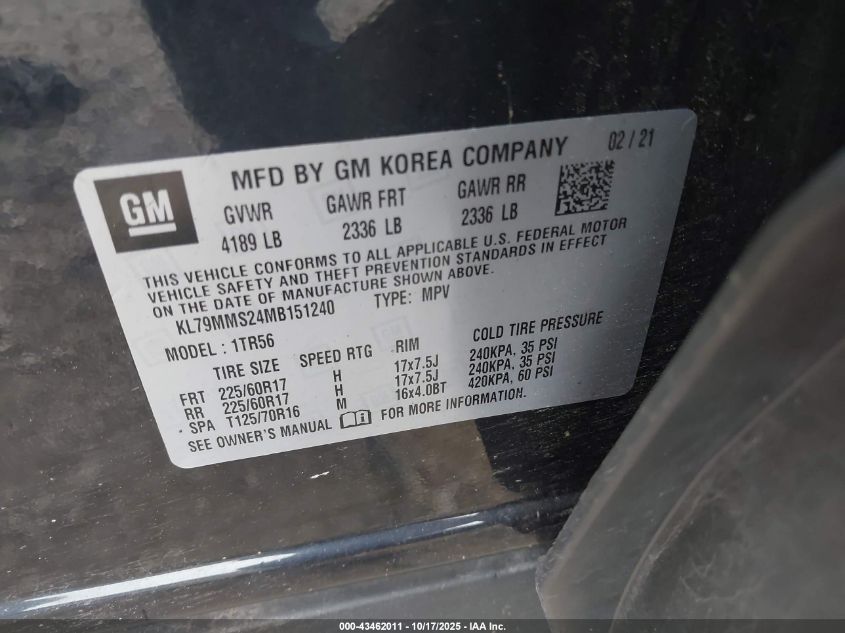 MFD BY GM KOREA COMPANY 02 / 21
GM
GVWR GAWR FRT GAWR RR
4189 LB 2336 LB 2336 LB
THIS VEHICLE CONFORMS TO ALL APPLICABLE U.S. FEDERAL MOTOR
VEHICLE SAFETY AND THEFT PREVENTION STANDARDS IN EFFECT
ON THE DATE OF MANUFACTURE SHOWN ABOVE.
KL79MMS24MB151240 TYPE: MPV
MODEL : 1TR56
TIRE SIZE SPEED RTG RIM COLD TIRE PRESSURE
FRT 225/60R17 H 17x7.5J 240KPA, 35 PSI
RR 225/60R17 H 17x7.5J 240KPA, 35 PSI
SPA T125/70R16 M 16x4.0BT 420KPA, 60 PSI
SEE OWNER'S MANUAL FOR MORE INFORMATION.
000-43462011 - 10/17/2025 - IAA Inc.